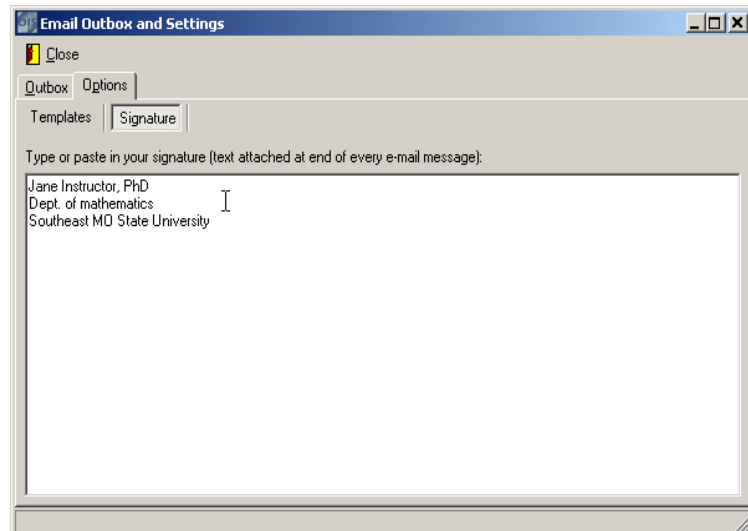 Email Outbox and Settings
Close
Outbox Options
Templates Signature
Type or paste in your signature (text attached at end of every e-mail message):
Jane Instructor, PhD
Dept. of mathematics
Southeast MO State University